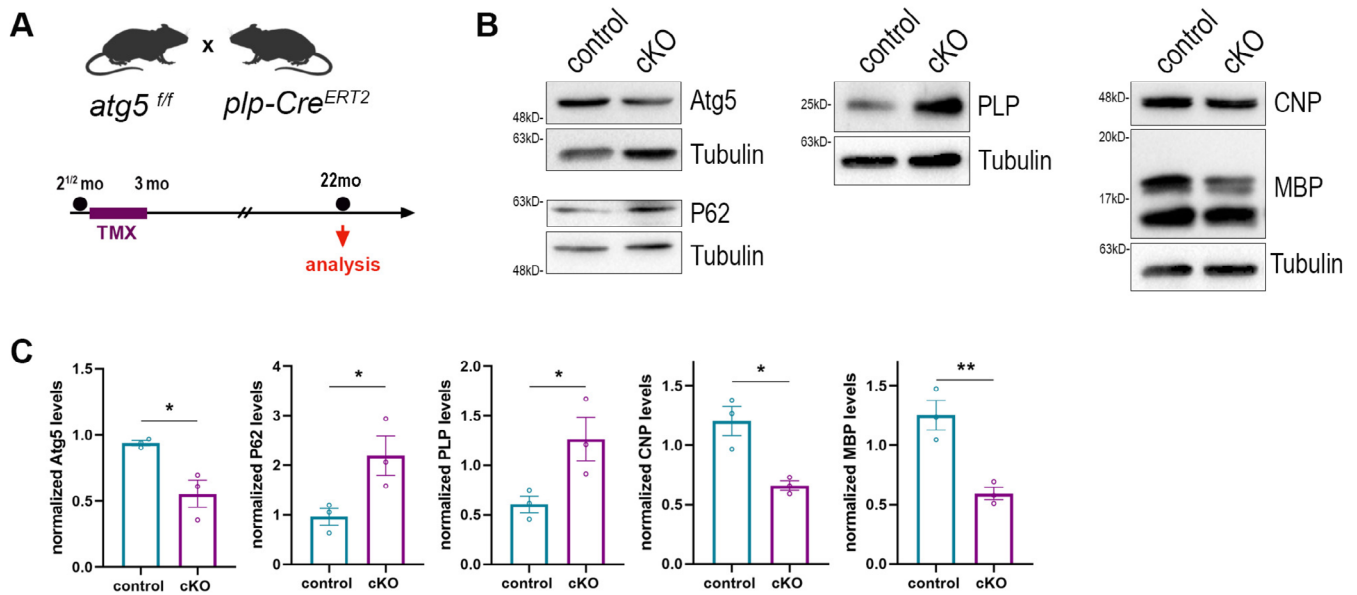 A
x
atg5 f/f
plp-CreERT2
2 1/2 mo
3 mo
22mo
TMX
analysis
B
control
cKO
Atg5
48kD-
63kD-
Tubulin
63kD-
P62
Tubulin
48kD-
control
cKO
25kD-
PLP
63kD-
Tubulin
control
cKO
48kD-
CNP
20kD-
MBP
17kD-
63kD-
Tubulin
C
normalized Atg5 levels
1.5
1.0
0.5
0.0
*
control cKO
normalized P62 levels
4
3
2
1
0
*
control cKO
normalized PLP levels
2.0
1.5
1.0
0.5
0.0
*
control cKO
normalized CNP levels
1.5
1.0
0.5
0.0
*
control cKO
normalized MBP levels
1.5
1.0
0.5
0.0
**
control cKO